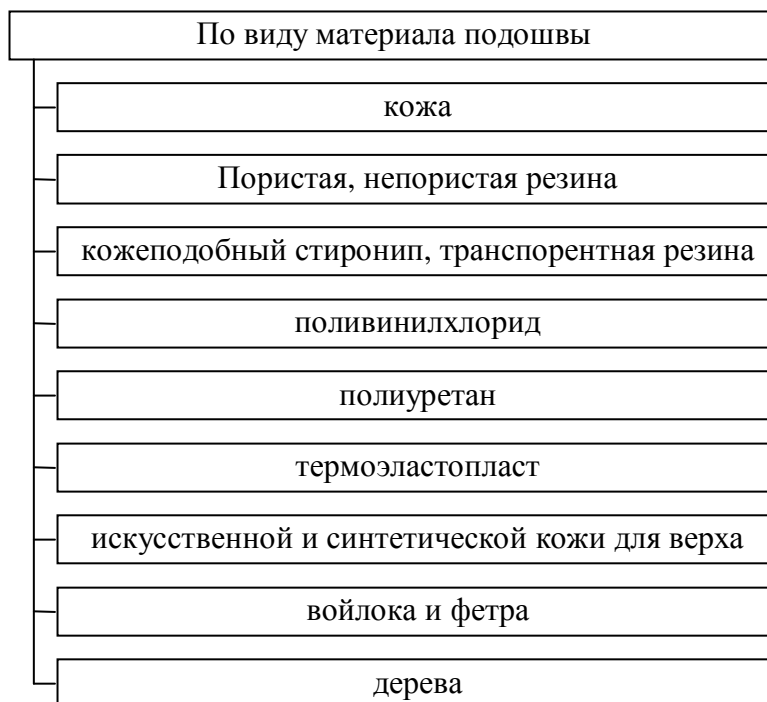 По виду материала подошвы
кожа
Пористая, непористая резина
кожеподобный стиронип, транспорентная резина
поливинилхлорид
полиуретан
термоэластопласт
искусственной и синтетической кожи для верха
войлока и фетра
дерева